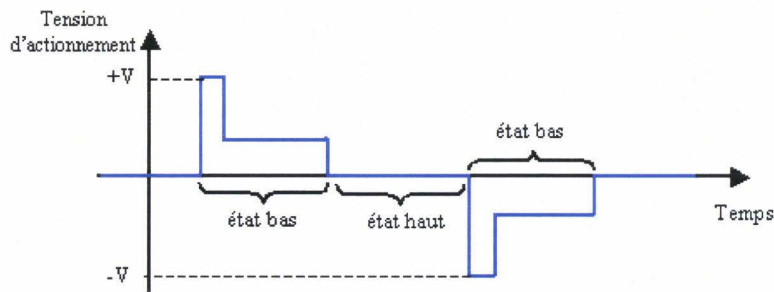 Tension
d'actionnement
+V
état bas
état bas
état haut
Temps
-V